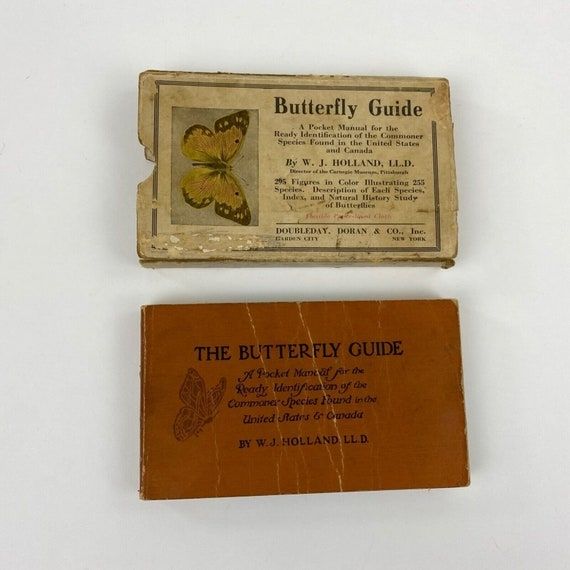 Butterfly Guide
A Pocket Manual for the
Ready Identification of the Commoner
Species Found in the United States
and Canada
By W. J. HOLLAND, LL.D.
Director of the Carnegie Museum, Pittsburgh
295 Figures in Color Illustrating 255
Species. Description of Each Species,
Index, and Natural History Study
of Butterflies
Cloth
DOUBLEDAY, DORAN & CO., Inc.
GARDEN CITY NEW YORK
THE BUTTERFLY GUIDE
A Pocket Manual for the
Ready Identification of the
Commoner Species Found in the
United States & Canada
BY W. J. HOLLAND, LL.D.